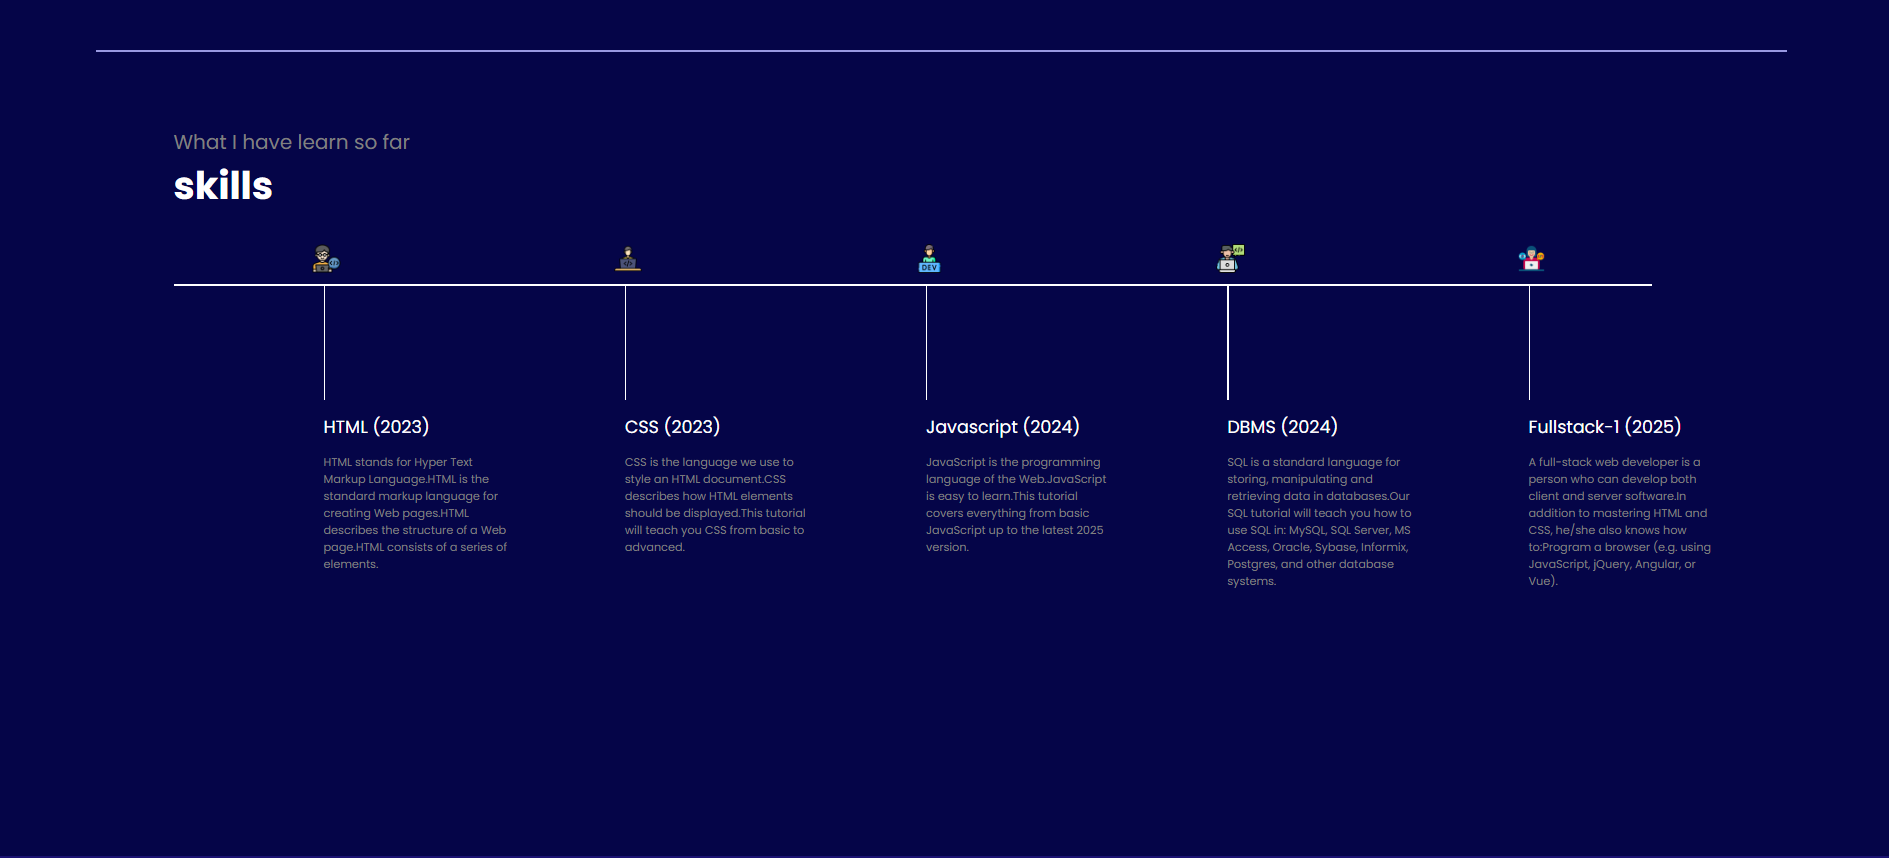 What I have learn so far
skills
DEV
HTML (2023)
HTML stands for Hyper Text
Markup Language.HTML is the
standard markup language for
creating Web pages.HTML
describes the structure of a Web
page.HTML consists of a series of
elements.
CSS (2023)
CSS is the language we use to
style an HTML document.CSS
describes how HTML elements
should be displayed.This tutorial
will teach you CSS from basic to
advanced.
Javascript (2024)
JavaScript is the programming
language of the Web.JavaScript
is easy to learn.This tutorial
covers everything from basic
JavaScript up to the latest 2025
version.
DBMS (2024)
SQL is a standard language for
storing, manipulating and
retrieving data in databases.Our
SQL tutorial will teach you how to
use SQL in: MySQL, SQL Server, MS
Access, Oracle, Sybase, Informix,
Postgres, and other database
systems.
Fullstack-1 (2025)
A full-stack web developer is a
person who can develop both
client and server software.In
addition to mastering HTML and
CSS, he/she also knows how
to:Program a browser (e.g. using
JavaScript, jQuery, Angular, or
Vue).